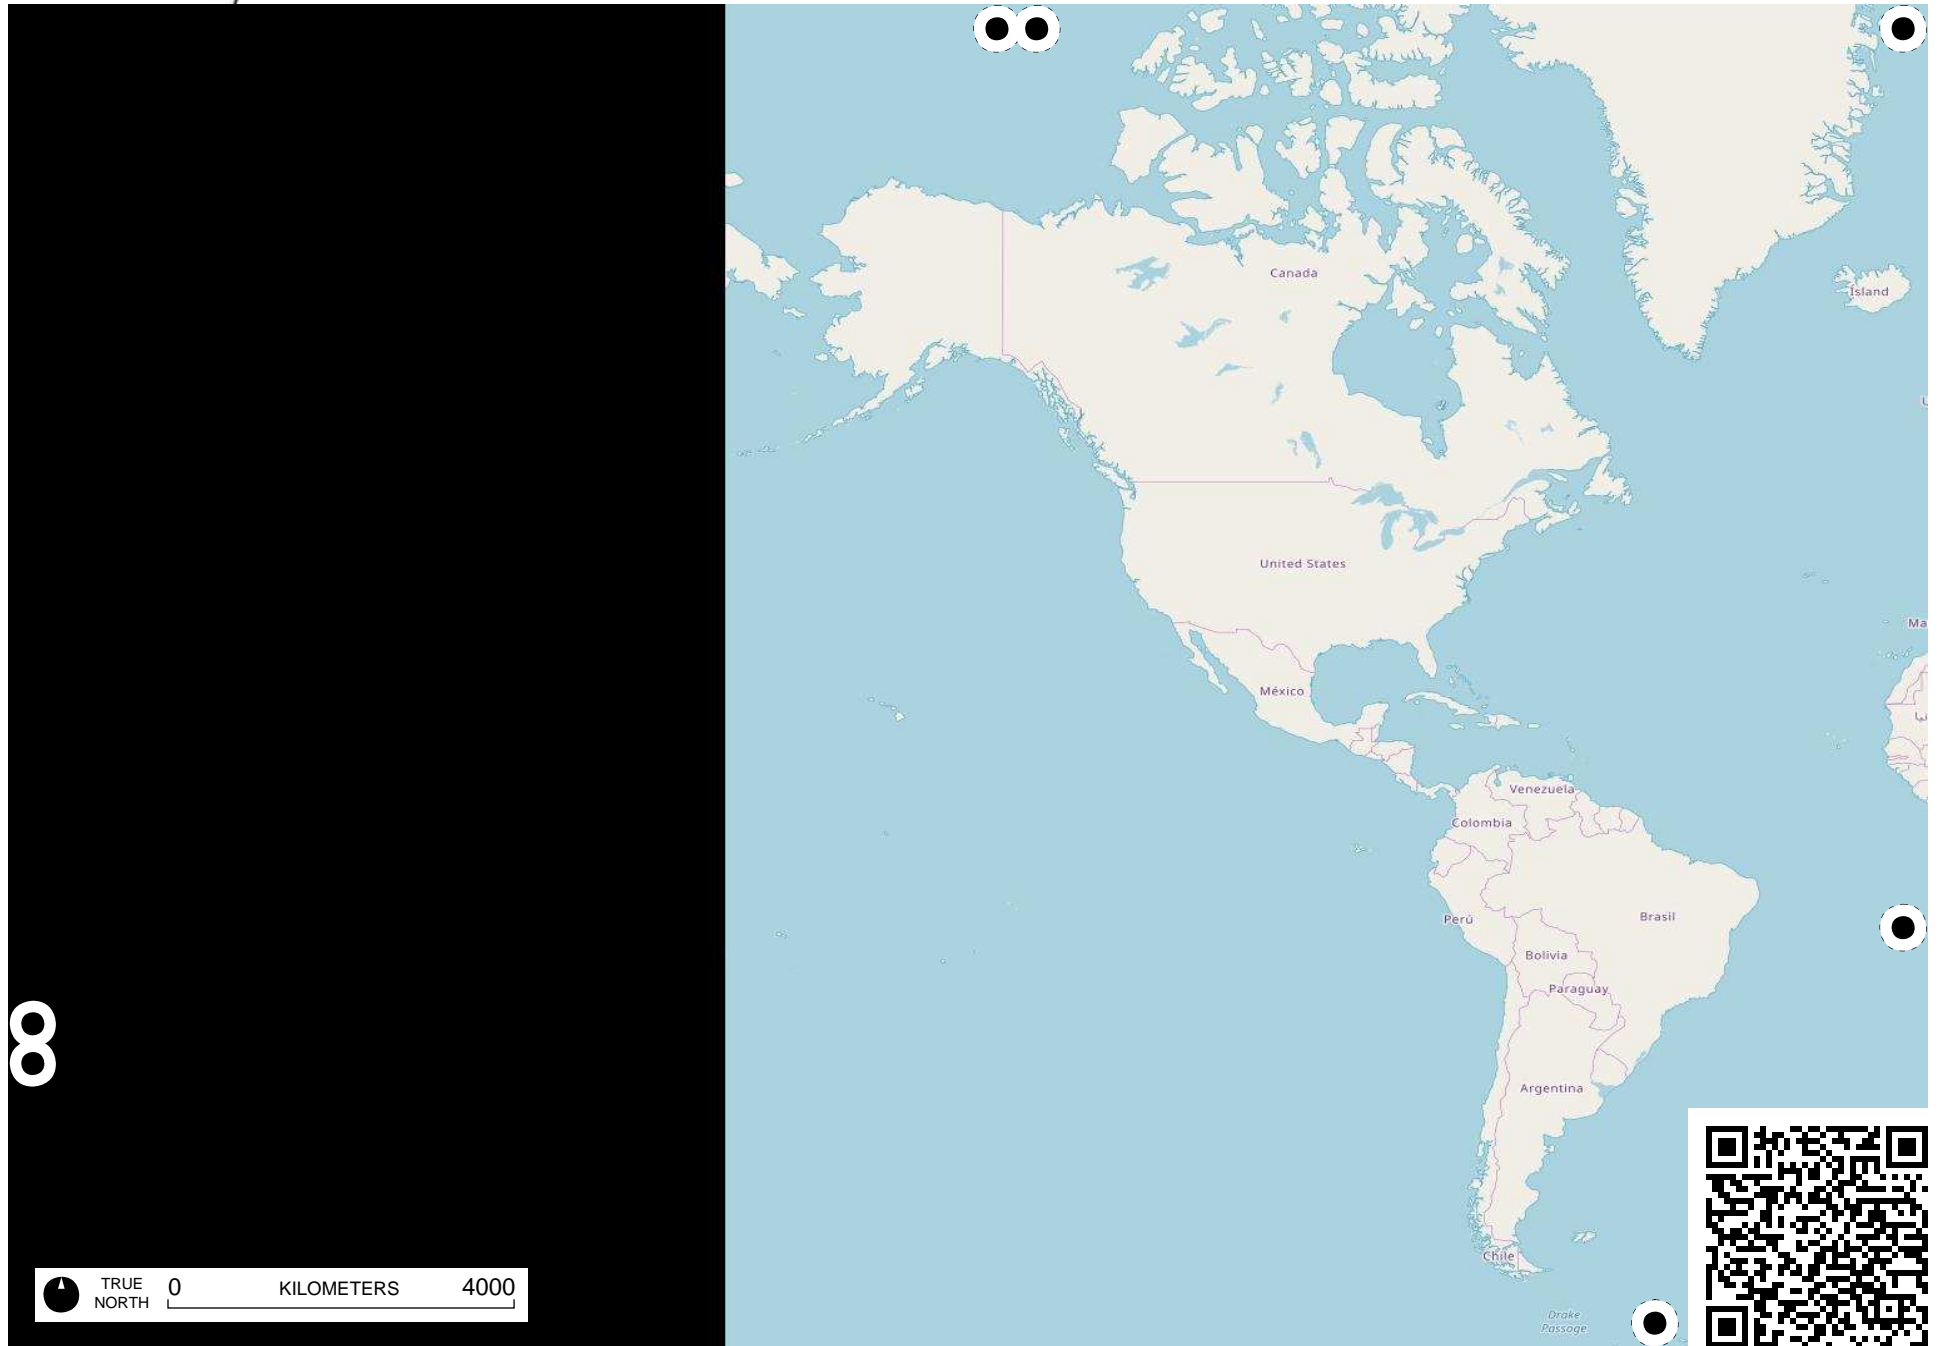 Canada
Ísland
United States
Ma
México
Venezuela
Colombia
Perú
Brasil
Bolivia
Paraguay
Argentina
Chile
Drake
Passage
TRUE
NORTH
0 KILOMETERS 4000